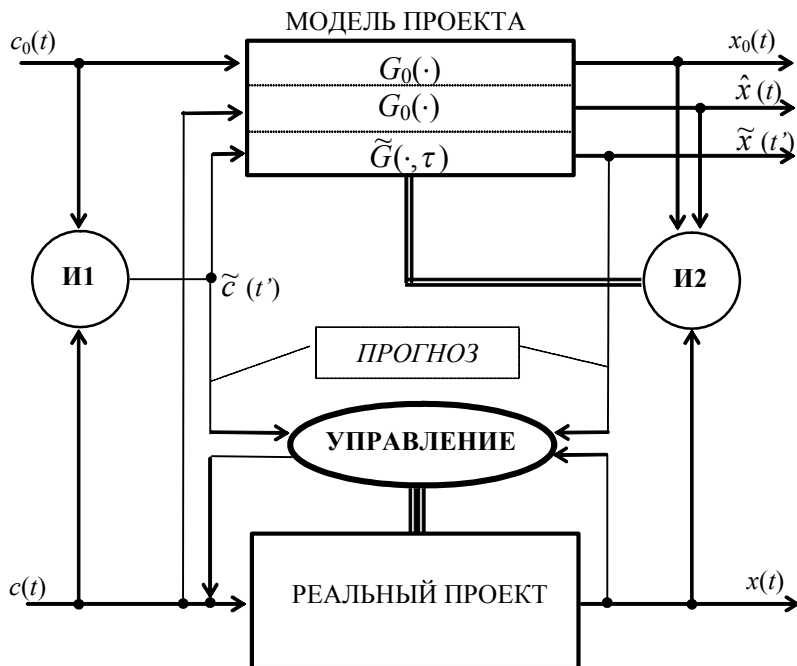 МОДЕЛЬ ПРОЕКТА
c₀(t)
x₀(t)
G₀(·)
x̂ (t)
G₀(·)
x̃ (t’)
G̃(·,τ)
И1
И2
c̃ (t’)
ПРОГНОЗ
УПРАВЛЕНИЕ
c(t)
РЕАЛЬНЫЙ ПРОЕКТ
x(t)